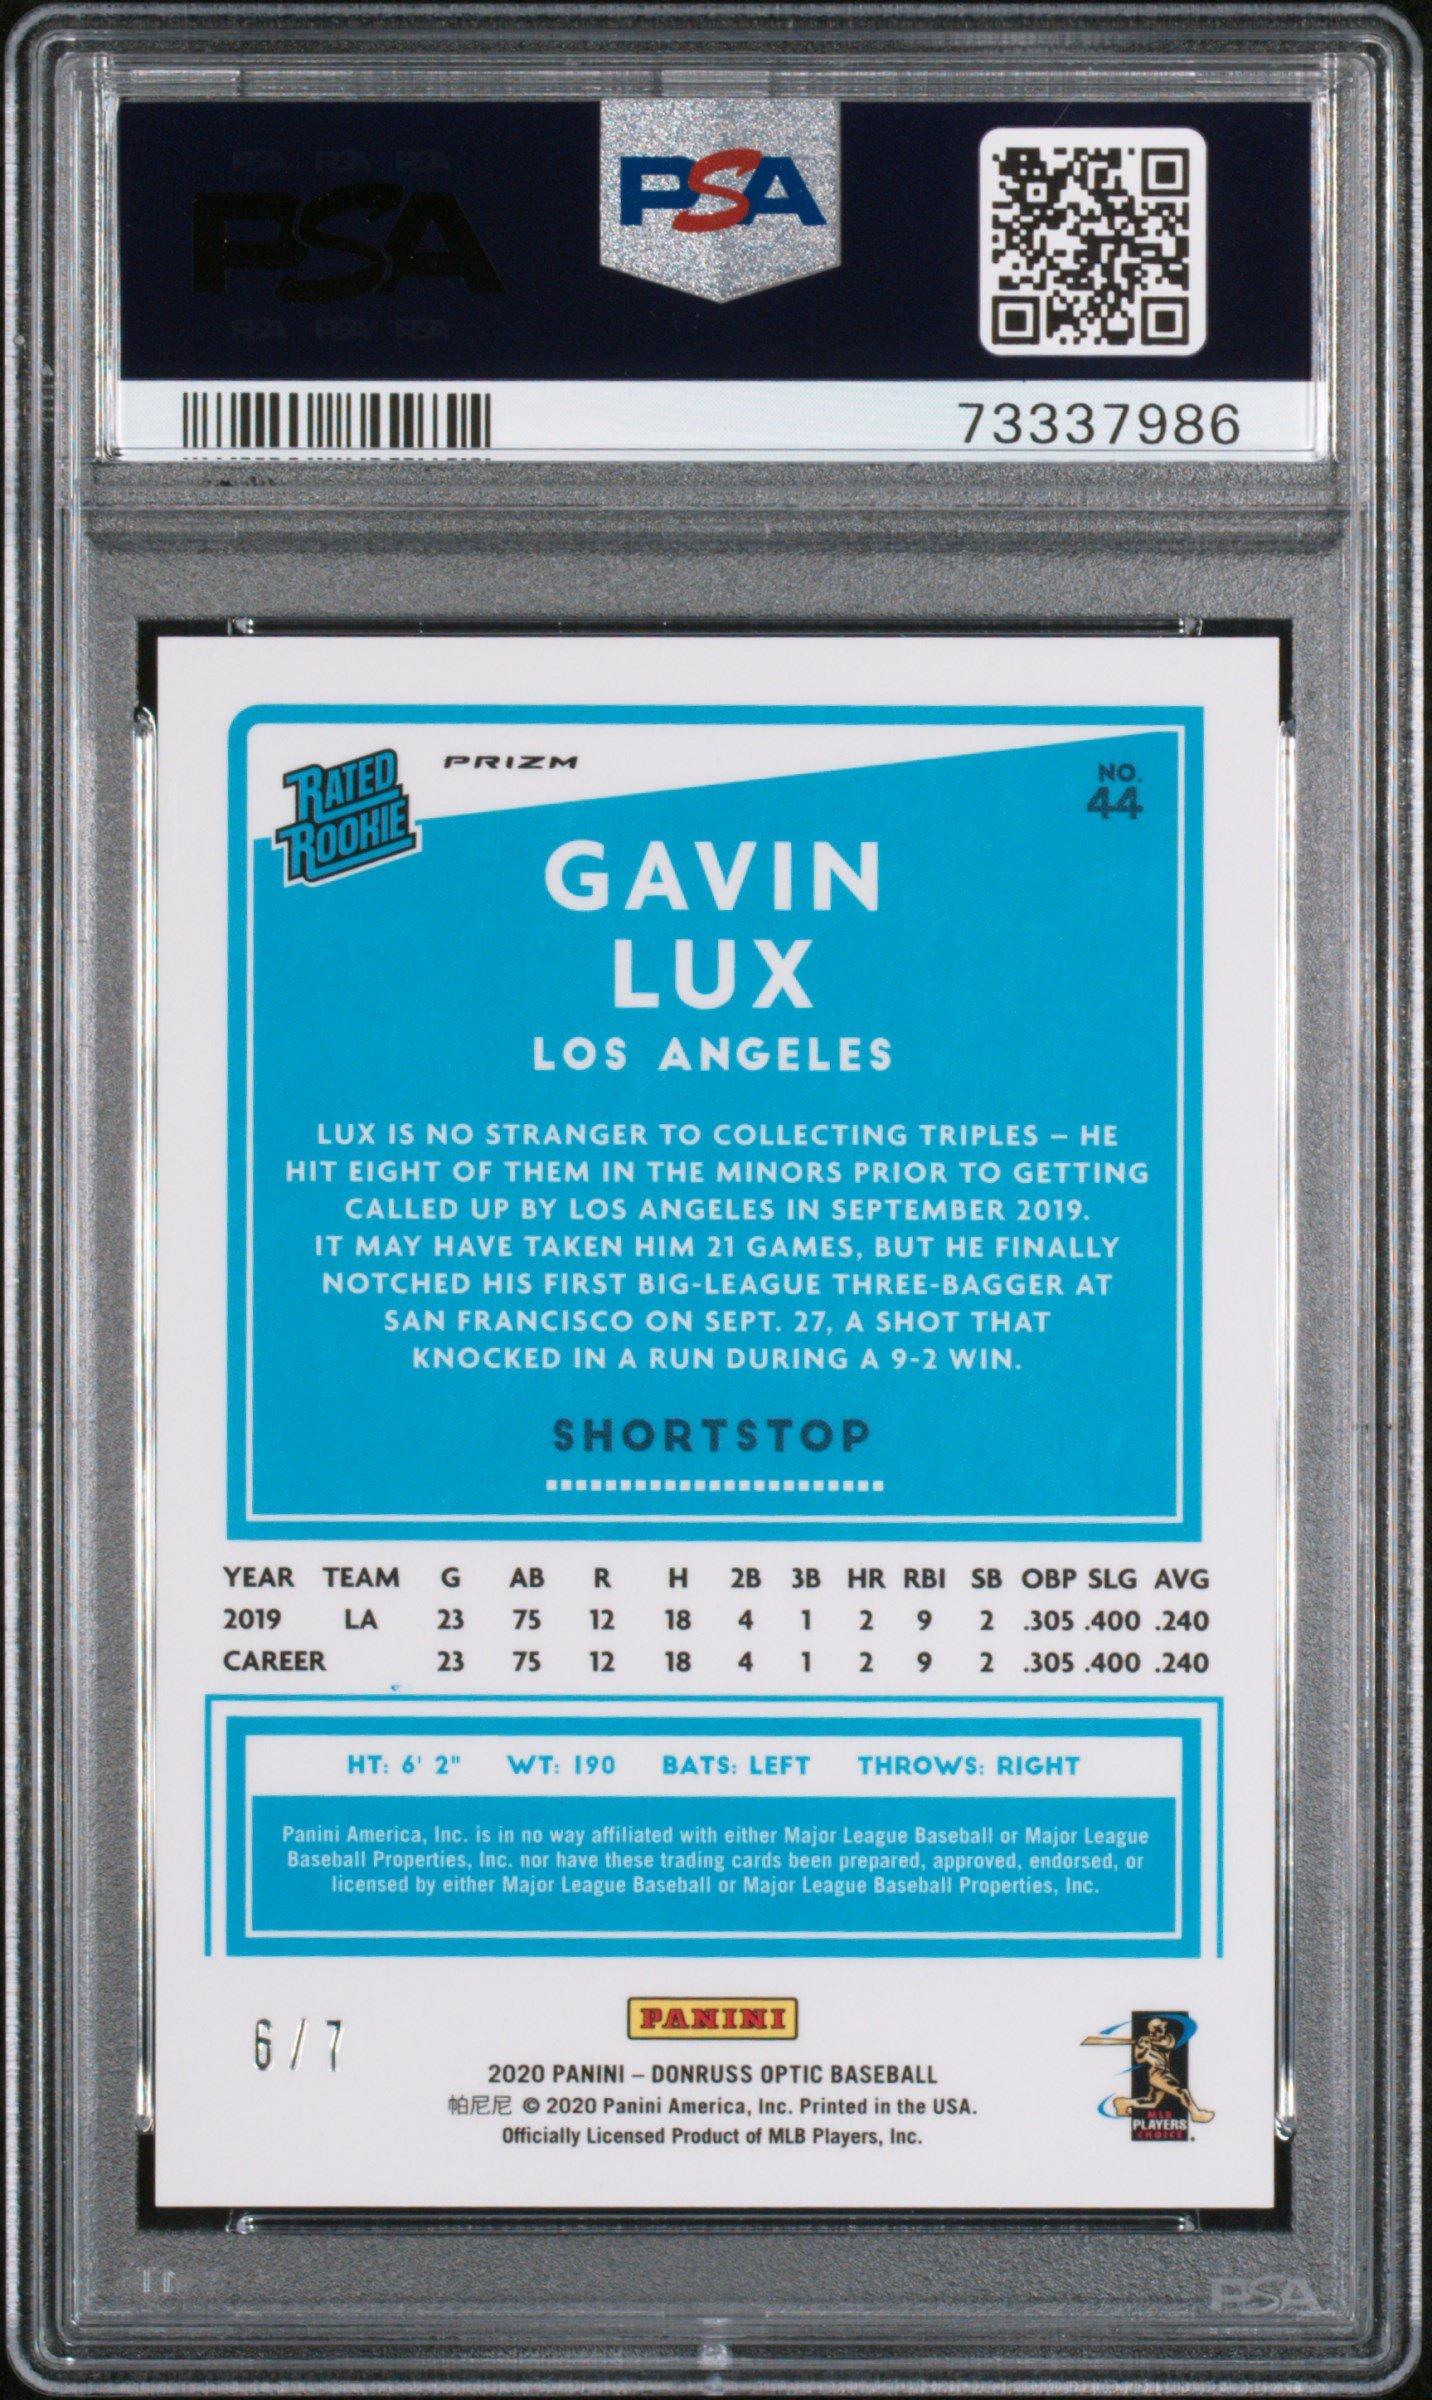 PSA PSA PSA
PSA
PSA PSA PSA
PSA
73337986
RATED
ROOKIE
PRIZM
NO.
44
GAVIN
LUX
LOS ANGELES
LUX IS NO STRANGER TO COLLECTING TRIPLES – HE
HIT EIGHT OF THEM IN THE MINORS PRIOR TO GETTING
CALLED UP BY LOS ANGELES IN SEPTEMBER 2019.
IT MAY HAVE TAKEN HIM 21 GAMES, BUT HE FINALLY
NOTCHED HIS FIRST BIG-LEAGUE THREE-BAGGER AT
SAN FRANCISCO ON SEPT. 27, A SHOT THAT
KNOCKED IN A RUN DURING A 9-2 WIN.
SHORTSTOP
YEAR TEAM G AB R H 2B 3B HR RBI SB OBP SLG AVG
2019 LA 23 75 12 18 4 1 2 9 2 .305 .400 .240
CAREER 23 75 12 18 4 1 2 9 2 .305 .400 .240
HT: 6' 2" WT: 190 BATS: LEFT THROWS: RIGHT
Panini America, Inc. is in no way affiliated with either Major League Baseball or Major League
Baseball Properties, Inc. nor have these trading cards been prepared, approved, endorsed, or
licensed by either Major League Baseball or Major League Baseball Properties, Inc.
6/7
PANINI
2020 PANINI – DONRUSS OPTIC BASEBALL
帕尼尼 © 2020 Panini America, Inc. Printed in the USA.
Officially Licensed Product of MLB Players, Inc.
MLB
PLAYERS
CHOICE
PSA